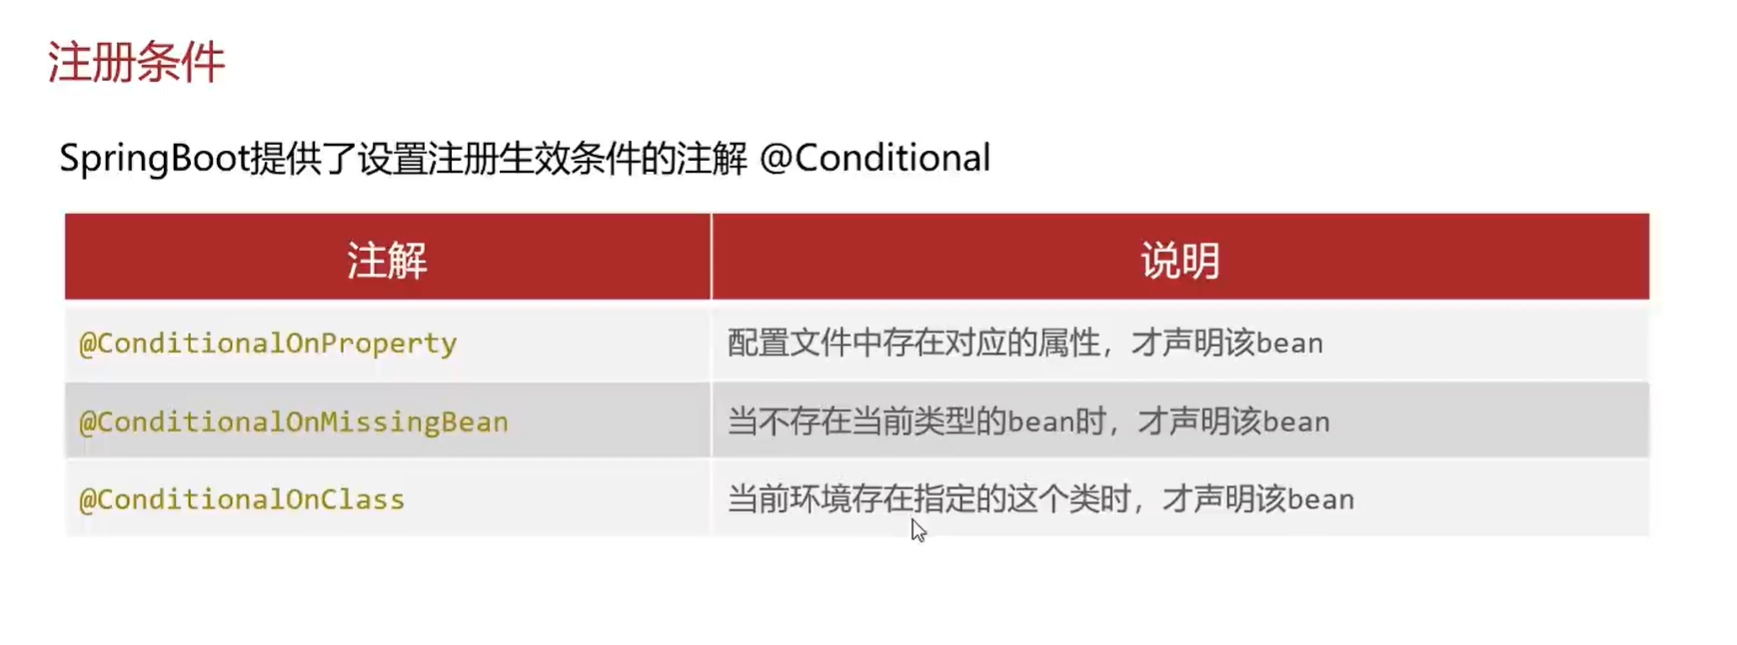 注册条件
SpringBoot提供了设置注册生效条件的注解 @Conditional
注解 说明
@ConditionalOnProperty 配置文件中存在对应的属性，才声明该bean
@ConditionalOnMissingBean 当不存在当前类型的bean时，才声明该bean
@ConditionalOnClass 当前环境存在指定的这个类时，才声明该bean